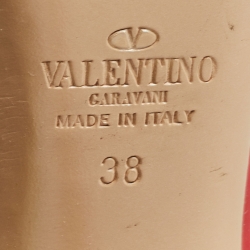 VALENTINO
GARAVANI
MADE IN ITALY
38